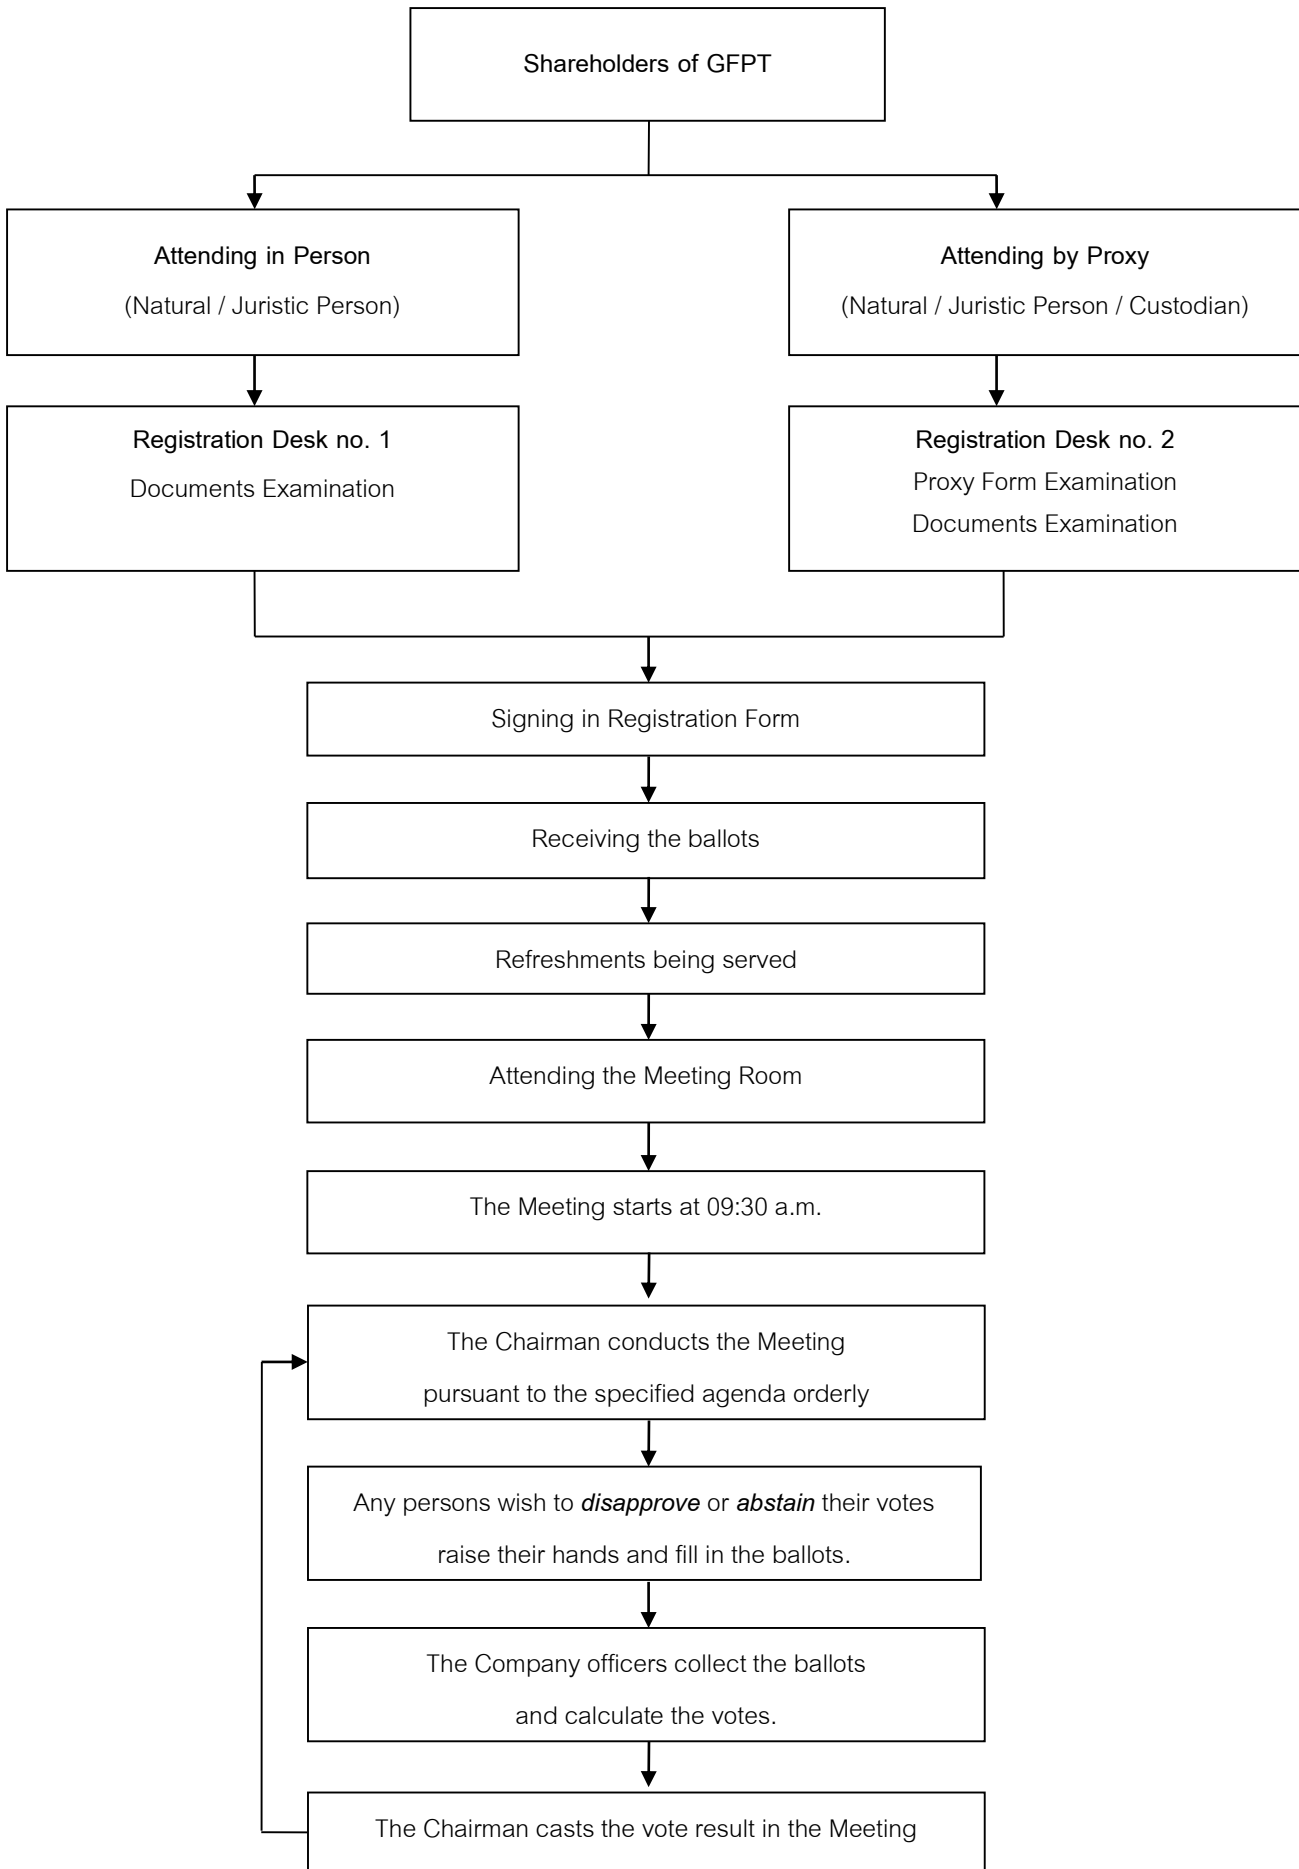 Shareholders of GFPT
Attending in Person
(Natural / Juristic Person)
Attending by Proxy
(Natural / Juristic Person / Custodian)
Registration Desk no. 1
Documents Examination
Registration Desk no. 2
Proxy Form Examination
Documents Examination
Signing in Registration Form
Receiving the ballots
Refreshments being served
Attending the Meeting Room
The Meeting starts at 09:30 a.m.
The Chairman conducts the Meeting
pursuant to the specified agenda orderly
Any persons wish to disapprove or abstain their votes
raise their hands and fill in the ballots.
The Company officers collect the ballots
and calculate the votes.
The Chairman casts the vote result in the Meeting